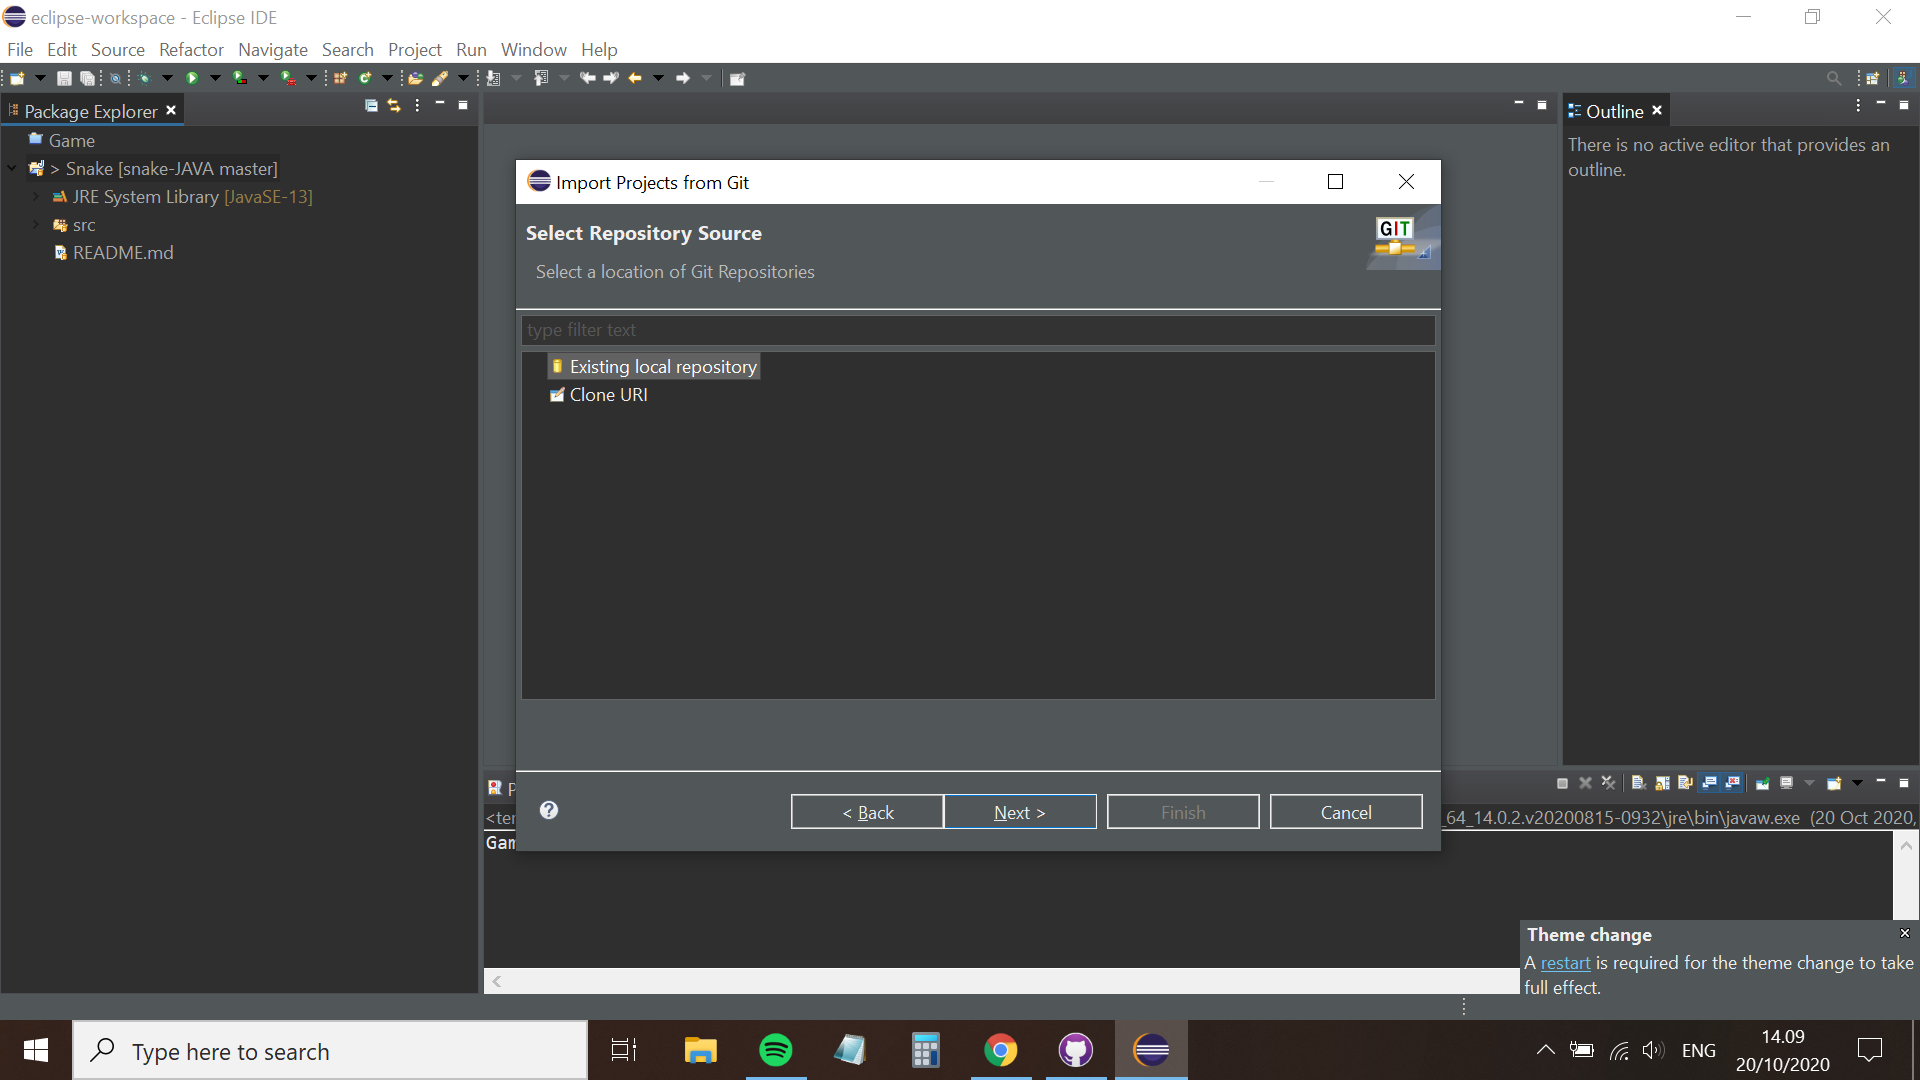 eclipse-workspace - Eclipse IDE
File Edit Source Refactor Navigate Search Project Run Window Help
Package Explorer
Game
> Snake [snake-JAVA master]
JRE System Library [JavaSE-13]
src
README.md
Import Projects from Git
Select Repository Source
Select a location of Git Repositories
GIT
type filter text
Existing local repository
Clone URI
< Back
Next >
Finish
Cancel
Outline
There is no active editor that provides an
outline.
P
<ter
_64_14.0.2.v20200815-0932\jre\bin\javaw.exe (20 Oct 2020,
Gam
Theme change
A restart is required for the theme change to take
full effect.
Type here to search
ENG
14.09
20/10/2020